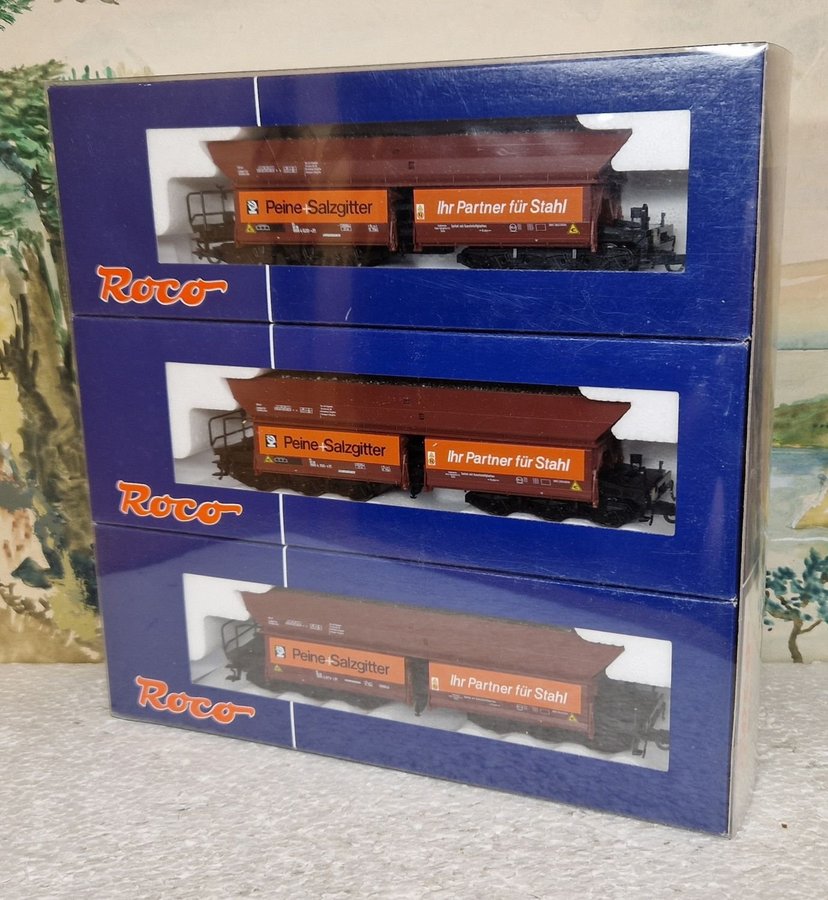 Peine+Salzgitter
Ihr Partner für Stahl
Roco
Peine+Salzgitter
Ihr Partner für Stahl
Roco
Peine+Salzgitter
Ihr Partner für Stahl
Roco